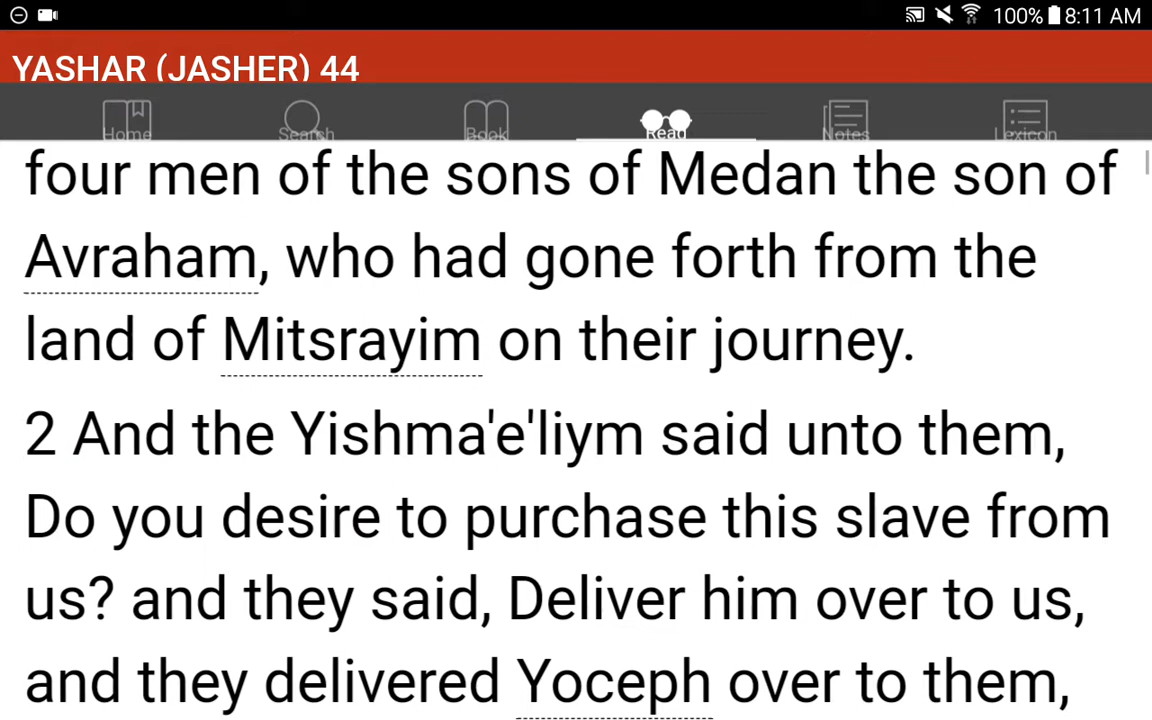 100% 8:11 AM
YASHAR (JASHER) 44
Home Search Book Read Notes Lexicon
four men of the sons of Medan the son of
Avraham, who had gone forth from the
land of Mitsrayim on their journey.
2 And the Yishma'e'liym said unto them,
Do you desire to purchase this slave from
us? and they said, Deliver him over to us,
and they delivered Yoceph over to them,